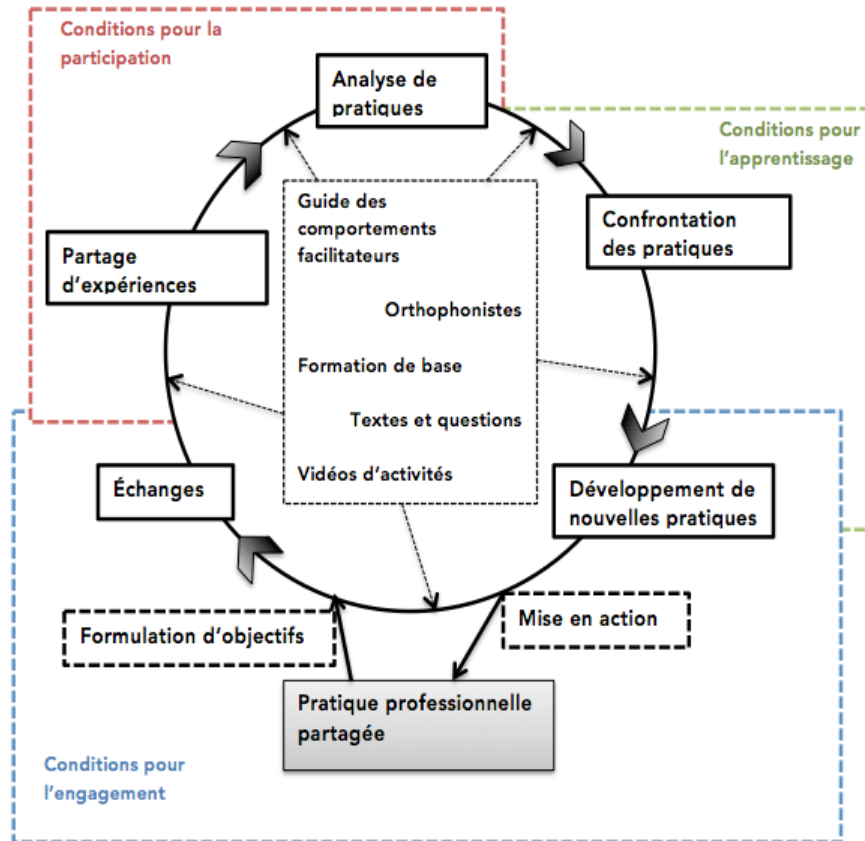 Conditions pour la
participation
Analyse de
pratiques
Conditions pour
l'apprentissage
Guide des
comportements
facilitateurs
Confrontation
des pratiques
Partage
d'expériences
Orthophonistes
Formation de base
Textes et questions
Vidéos d'activités
Échanges
Développement de
nouvelles pratiques
Formulation d'objectifs
Mise en action
Pratique professionnelle
partagée
Conditions pour
l'engagement